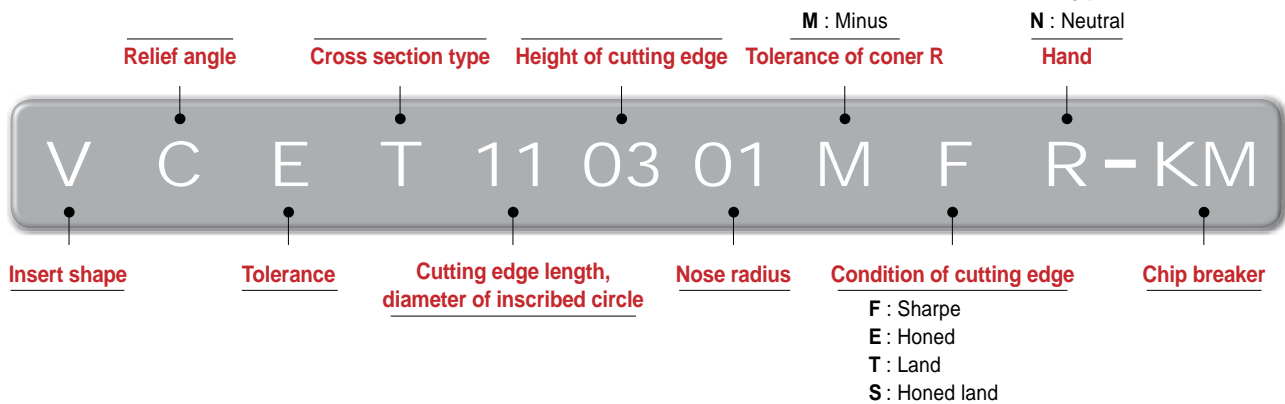 M : Minus
N : Neutral
Relief angle
Cross section type
Height of cutting edge
Tolerance of coner R
Hand
V C E T 11 03 01 M F R-KM
Insert shape
Tolerance
Cutting edge length,
diameter of inscribed circle
Nose radius
Condition of cutting edge
Chip breaker
F : Sharpe
E : Honed
T : Land
S : Honed land